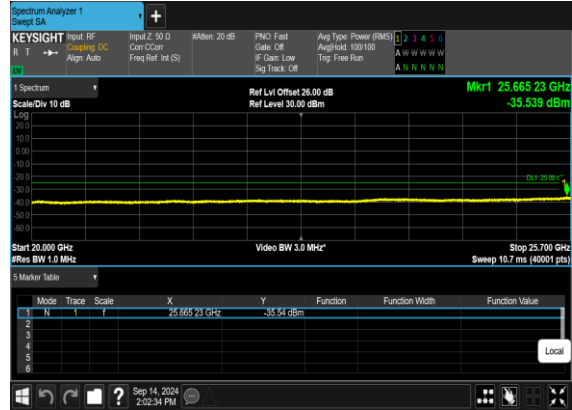 Spectrum Analyzer 1
Swept SA
+
KEYSIGHT Input: RF Input Z: 50 Ω #Atten: 20 dB PNO: Fast Avg Type: Power (RMS) 1 2 3 4 5 6
R T Coupling: DC Corr CCorr Gate: Off Avg|Hold: 100/100 A W W W W W
Align: Auto Freq Ref: Int (S) IF Gain: Low Trig: Free Run
LW Sig Track: Off A N N N N N
1 Spectrum Ref Lvl Offset 26.00 dB Mkr1 25.665 23 GHz
Scale/Div 10 dB Ref Level 30.00 dBm -35.539 dBm
Log
20.0
10.0
0.00
-10.0
-20.0
DL1 -25.00
1
-30.0
-40.0
-50.0
-60.0
Start 20.000 GHz Video BW 3.0 MHz* Stop 25.700 GHz
#Res BW 1.0 MHz Sweep 10.7 ms (40001 pts)
5 Marker Table
Mode Trace Scale X Y Function Function Width Function Value
1 N 1 f 25.665 23 GHz -35.54 dBm
2
3
4
5
6
Local
? Sep 14, 2024
2:02:34 PM